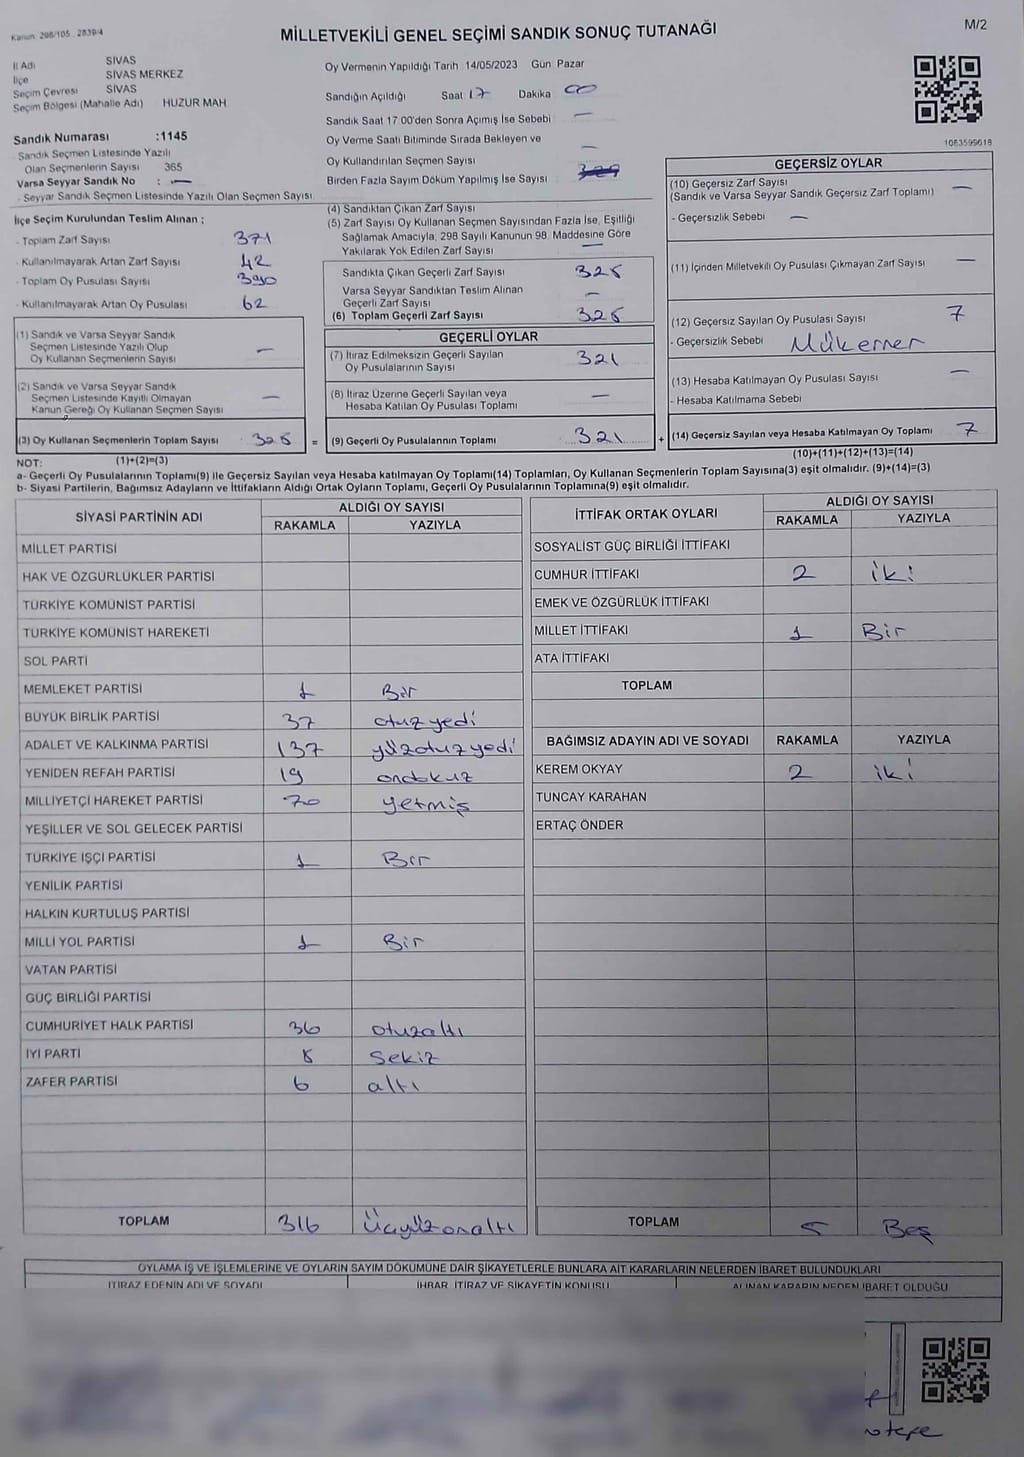 Kanun: 298/105 . 2839/4
MİLLETVEKİLİ GENEL SEÇİMİ SANDIK SONUÇ TUTANAĞI
M/2
İl Adı SİVAS
İlçe SİVAS MERKEZ
Seçim Çevresi SİVAS
Seçim Bölgesi (Mahalle Adı) HUZUR MAH
Sandık Numarası :1145
Sandık Seçmen Listesinde Yazılı
Olan Seçmenlerin Sayısı 365
Varsa Seyyar Sandık No : —
Seyyar Sandık Seçmen Listesinde Yazılı Olan Seçmen Sayısı
Oy Vermenin Yapıldığı Tarih 14/05/2023 Gün Pazar
Sandığın Açıldığı Saat 17 Dakika 00
Sandık Saat 17:00'den Sonra Açımış İse Sebebi —
Oy Verme Saati Bitiminde Sırada Bekleyen ve
Oy Kullandırılan Seçmen Sayısı —
Birden Fazla Sayım Döküm Yapılmış İse Sayısı
1083599618
İlçe Seçim Kurulundan Teslim Alınan ;
- Toplam Zarf Sayısı 371
- Kullanılmayarak Artan Zarf Sayısı 42
- Toplam Oy Pusulası Sayısı 390
- Kullanılmayarak Artan Oy Pusulası 62
(4) Sandıktan Çıkan Zarf Sayısı
(5) Zarf Sayısı Oy Kullanan Seçmen Sayısından Fazla İse, Eşitliği
Sağlamak Amacıyla, 298 Sayılı Kanunun 98. Maddesine Göre
Yakılarak Yok Edilen Zarf Sayısı —
Sandıkta Çıkan Geçerli Zarf Sayısı 328
Varsa Seyyar Sandıktan Teslim Alınan
Geçerli Zarf Sayısı —
(6) Toplam Geçerli Zarf Sayısı 328
GEÇERSİZ OYLAR
(10) Geçersiz Zarf Sayısı —
(Sandık ve Varsa Seyyar Sandık Geçersiz Zarf Toplamı)
- Geçersizlik Sebebi —
(11) İçinden Milletvekili Oy Pusulası Çıkmayan Zarf Sayısı —
(12) Geçersiz Sayılan Oy Pusulası Sayısı 7
- Geçersizlik Sebebi Mükerrer
(13) Hesaba Katılmayan Oy Pusulası Sayısı —
- Hesaba Katılmama Sebebi
(14) Geçersiz Sayılan veya Hesaba Katılmayan Oy Toplamı 7
(10)+(11)+(12)+(13)=(14)
(1) Sandık ve Varsa Seyyar Sandık
Seçmen Listesinde Yazılı Olup
Oy Kullanan Seçmenlerin Sayısı —
(2) Sandık ve Varsa Seyyar Sandık
Seçmen Listesinde Kayıtlı Olmayan
Kanun Gereği Oy Kullanan Seçmen Sayısı —
(3) Oy Kullanan Seçmenlerin Toplam Sayısı 328 =
GEÇERLİ OYLAR
(7) İtiraz Edilmeksizin Geçerli Sayılan
Oy Pusulalarının Sayısı 321
(8) İtiraz Üzerine Geçerli Sayılan veya
Hesaba Katılan Oy Pusulası Toplamı —
(9) Geçerli Oy Pusulalarının Toplamı 321 +
NOT: (1)+(2)=(3)
a- Geçerli Oy Pusulalarının Toplamı(9) ile Geçersiz Sayılan veya Hesaba katılmayan Oy Toplamı(14) Toplamları, Oy Kullanan Seçmenlerin Toplam Sayısına(3) eşit olmalıdır. (9)+(14)=(3)
b- Siyasi Partilerin, Bağımsız Adayların ve İttifakların Aldığı Ortak Oyların Toplamı, Geçerli Oy Pusulalarının Toplamına(9) eşit olmalıdır.
SİYASİ PARTİNİN ADI ALDIĞI OY SAYISI
RAKAMLA YAZIYLA
MİLLET PARTİSİ
HAK VE ÖZGÜRLÜKLER PARTİSİ
TÜRKİYE KOMÜNİST PARTİSİ
TÜRKİYE KOMÜNİST HAREKETİ
SOL PARTİ
MEMLEKET PARTİSİ 1 Bir
BÜYÜK BİRLİK PARTİSİ 37 otuzyedi
ADALET VE KALKINMA PARTİSİ 137 yüzotuzyedi
YENİDEN REFAH PARTİSİ 19 ondokuz
MİLLİYETÇİ HAREKET PARTİSİ 70 yetmiş
YEŞİLLER VE SOL GELECEK PARTİSİ
TÜRKİYE İŞÇİ PARTİSİ 1 Bir
YENİLİK PARTİSİ
HALKIN KURTULUŞ PARTİSİ
MİLLİ YOL PARTİSİ 1 Bir
VATAN PARTİSİ
GÜÇ BİRLİĞİ PARTİSİ
CUMHURİYET HALK PARTİSİ 36 otuzaltı
İYİ PARTİ 8 Sekiz
ZAFER PARTİSİ 6 altı
TOPLAM 316 Üçyüzonaltı
İTTİFAK ORTAK OYLARI ALDIĞI OY SAYISI
RAKAMLA YAZIYLA
SOSYALİST GÜÇ BİRLİĞİ İTTİFAKI
CUMHUR İTTİFAKI 2 iki
EMEK VE ÖZGÜRLÜK İTTİFAKI
MİLLET İTTİFAKI 1 Bir
ATA İTTİFAKI
TOPLAM
BAĞIMSIZ ADAYIN ADI VE SOYADI RAKAMLA YAZIYLA
KEREM OKYAY 2 iki
TUNCAY KARAHAN
ERTAÇ ÖNDER
TOPLAM 5 Beş
OYLAMA İŞ VE İŞLEMLERİNE VE OYLARIN SAYIM DÖKÜMÜNE DAİR ŞİKAYETLERLE BUNLARA AİT KARARLARIN NELERDEN İBARET BULUNDUKLARI
İTİRAZ EDENİN ADI VE SOYADI İHBAR, İTİRAZ VE ŞİKAYETİN KONUSU ALINAN KARARIN NEDEN İBARET OLDUĞU